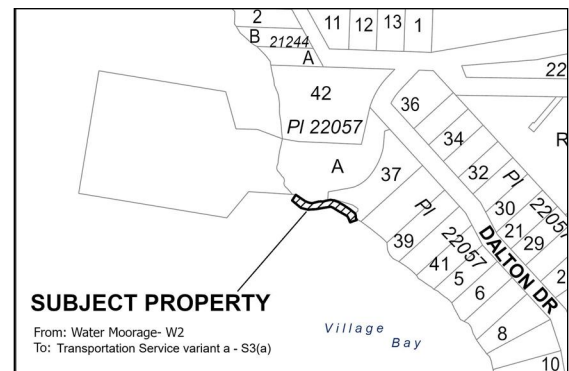 2
11
12
13
1
B
21244
A
22
42
36
Pl 22057
34
R
A
37
32
Pl 22057
30
Pl 22057
21
39
29
DALTON DR
41
2
5
6
SUBJECT PROPERTY
From: Water Moorage- W2
To: Transportation Service variant a - S3(a)
Village
Bay
8
10